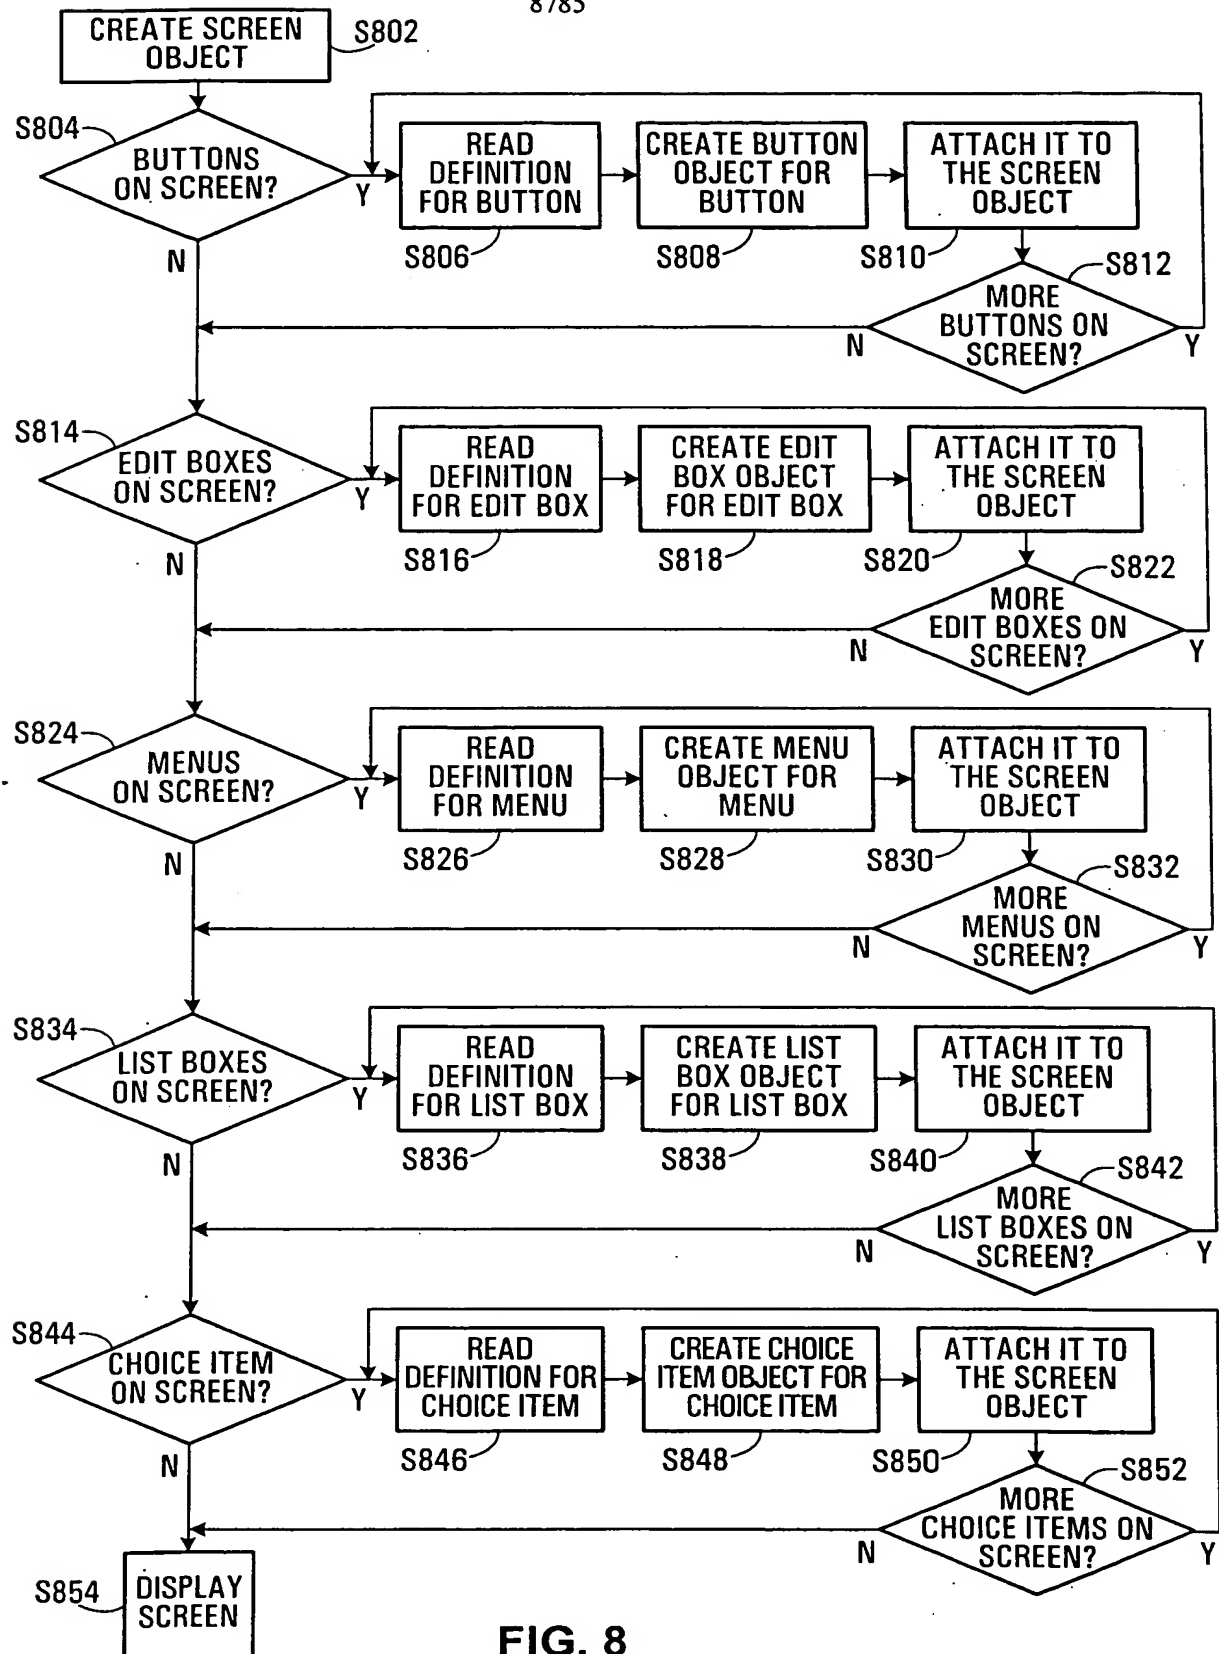 8/85
CREATE SCREEN
OBJECT
S802
S804
BUTTONS
ON SCREEN?
Y
N
READ
DEFINITION
FOR BUTTON
S806
CREATE BUTTON
OBJECT FOR
BUTTON
S808
ATTACH IT TO
THE SCREEN
OBJECT
S810
S812
MORE
BUTTONS ON
SCREEN?
N
Y
S814
EDIT BOXES
ON SCREEN?
Y
N
READ
DEFINITION
FOR EDIT BOX
S816
CREATE EDIT
BOX OBJECT
FOR EDIT BOX
S818
ATTACH IT TO
THE SCREEN
OBJECT
S820
S822
MORE
EDIT BOXES ON
SCREEN?
N
Y
S824
MENUS
ON SCREEN?
Y
N
READ
DEFINITION
FOR MENU
S826
CREATE MENU
OBJECT FOR
MENU
S828
ATTACH IT TO
THE SCREEN
OBJECT
S830
S832
MORE
MENUS ON
SCREEN?
N
Y
S834
LIST BOXES
ON SCREEN?
Y
N
READ
DEFINITION
FOR LIST BOX
S836
CREATE LIST
BOX OBJECT
FOR LIST BOX
S838
ATTACH IT TO
THE SCREEN
OBJECT
S840
S842
MORE
LIST BOXES ON
SCREEN?
N
Y
S844
CHOICE ITEM
ON SCREEN?
Y
N
READ
DEFINITION FOR
CHOICE ITEM
S846
CREATE CHOICE
ITEM OBJECT FOR
CHOICE ITEM
S848
ATTACH IT TO
THE SCREEN
OBJECT
S850
S852
MORE
CHOICE ITEMS ON
SCREEN?
N
Y
S854
DISPLAY
SCREEN
FIG. 8